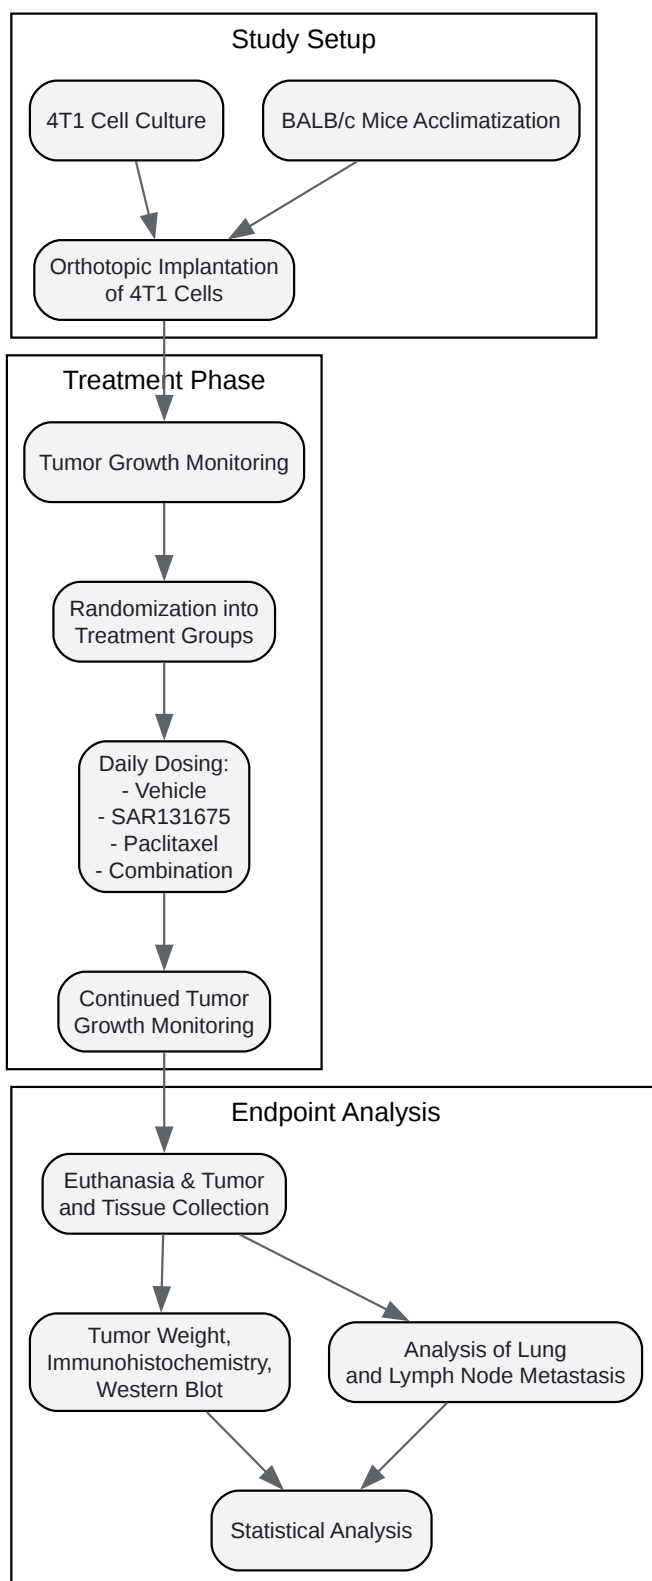 Study Setup
4T1 Cell Culture
BALB/c Mice Acclimatization
Orthotopic Implantation
of 4T1 Cells
Treatment Phase
Tumor Growth Monitoring
Randomization into
Treatment Groups
Daily Dosing:
- Vehicle
- SAR131675
- Paclitaxel
- Combination
Continued Tumor
Growth Monitoring
Endpoint Analysis
Euthanasia & Tumor
and Tissue Collection
Tumor Weight,
Immunohistochemistry,
Western Blot
Analysis of Lung
and Lymph Node Metastasis
Statistical Analysis